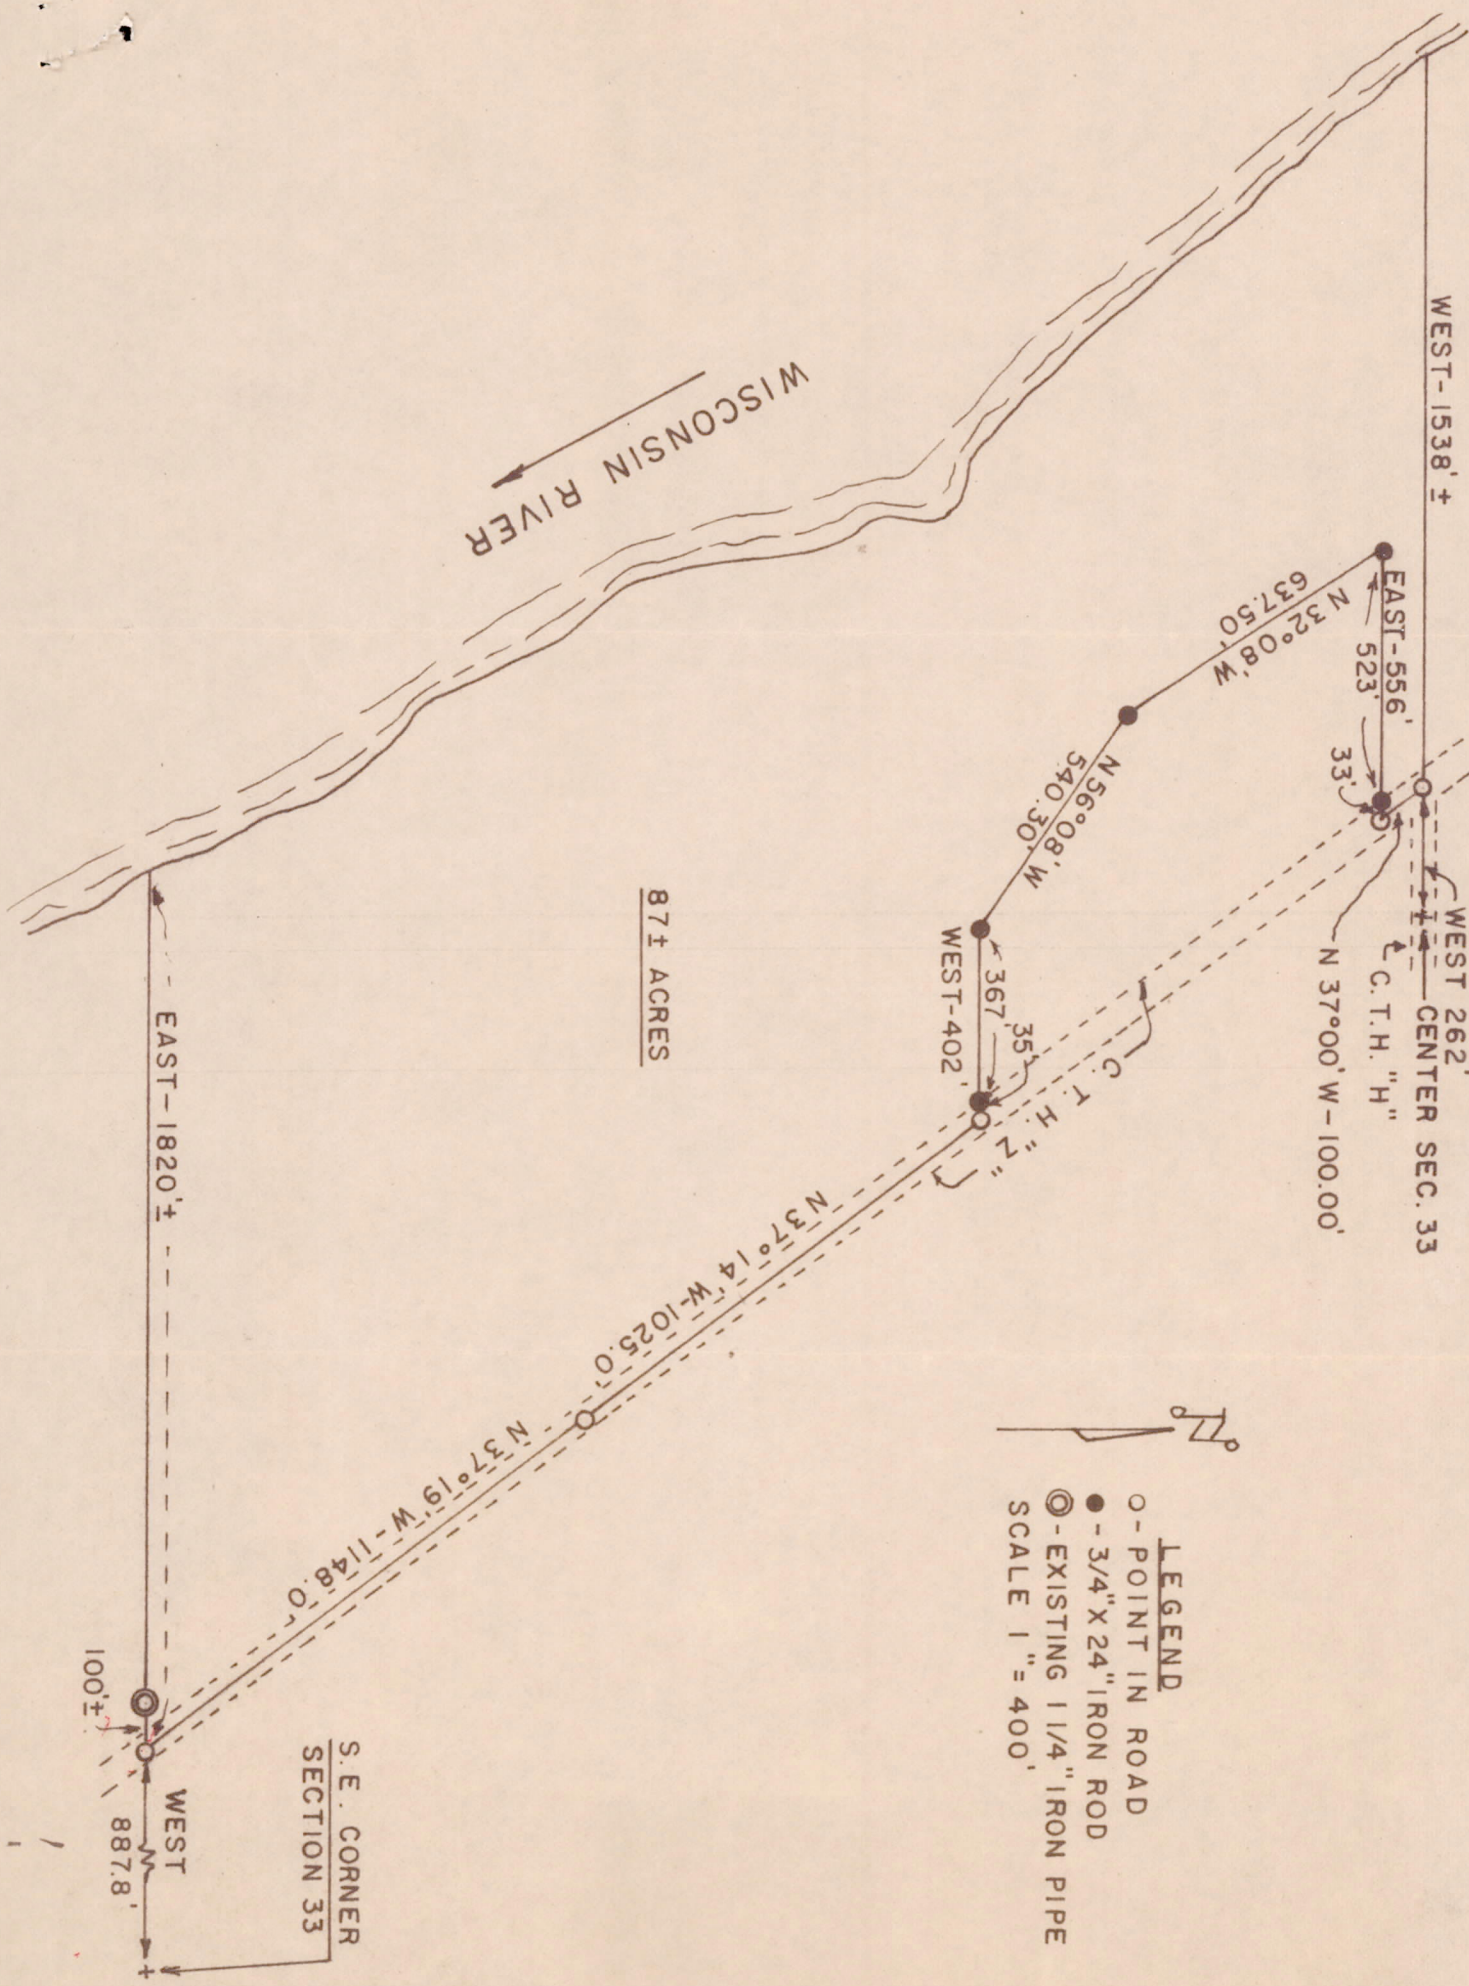 WEST-1538'±
WEST 262'
CENTER SEC. 33
C.T.H. "H"
N 37°00' W-100.00'
EAST-556'
523'
33'
N 32°08' W
637.50'
N 56°08' W
540.30'
367'
35'
WEST-402'
C. T. H. "Z"
WISCONSIN RIVER
87± ACRES
N 37°14' W-1025.0'
N 37°19' W-1148.0'
EAST-1820'±
100'±
WEST
887.8'
S.E. CORNER
SECTION 33
N
LEGEND
○ - POINT IN ROAD
● - 3/4" X 24" IRON ROD
◎ - EXISTING 1 1/4" IRON PIPE
SCALE 1" = 400'